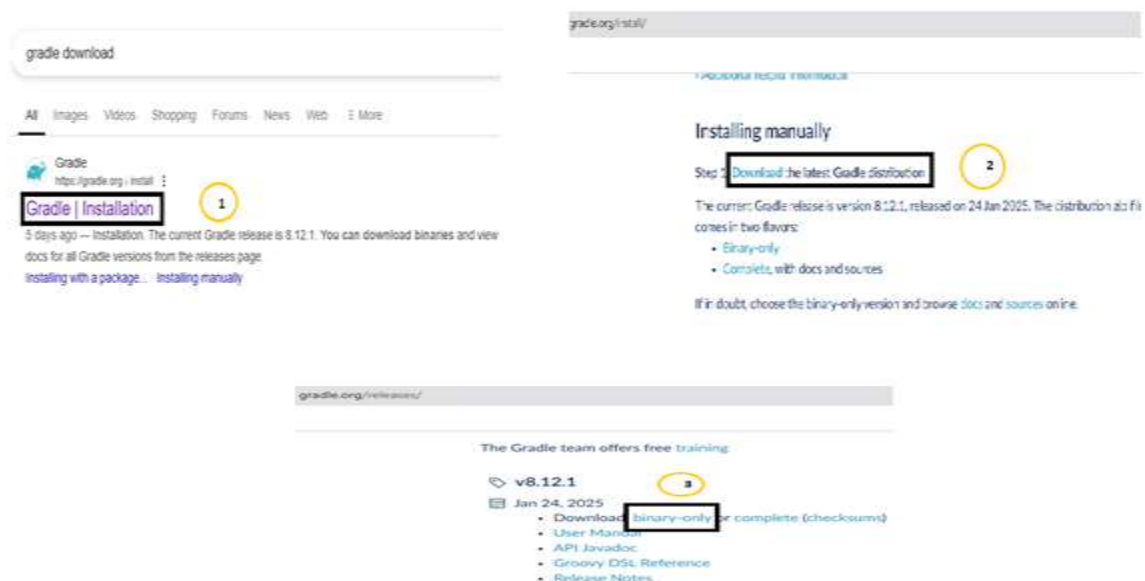 gradle download
All Images Videos Shopping Forums News Web ⋮ More
Gradle
https://gradle.org › install ⋮
Gradle | Installation
1
5 days ago — Installation. The current Gradle release is 8.12.1. You can download binaries and view
docs for all Gradle versions from the releases page.
Installing with a package... Installing manually
gradle.org/install/
Additional helpful information
Installing manually
Step 1. Download the latest Gradle distribution
2
The current Gradle release is version 8.12.1, released on 24 Jan 2025. The distribution zip fil
comes in two flavors:
• Binary-only
• Complete, with docs and sources
If in doubt, choose the binary-only version and browse docs and sources online.
gradle.org/releases/
The Gradle team offers free training
v8.12.1
3
Jan 24, 2025
• Download: binary-only or complete (checksums)
• User Manual
• API Javadoc
• Groovy DSL Reference
• Release Notes